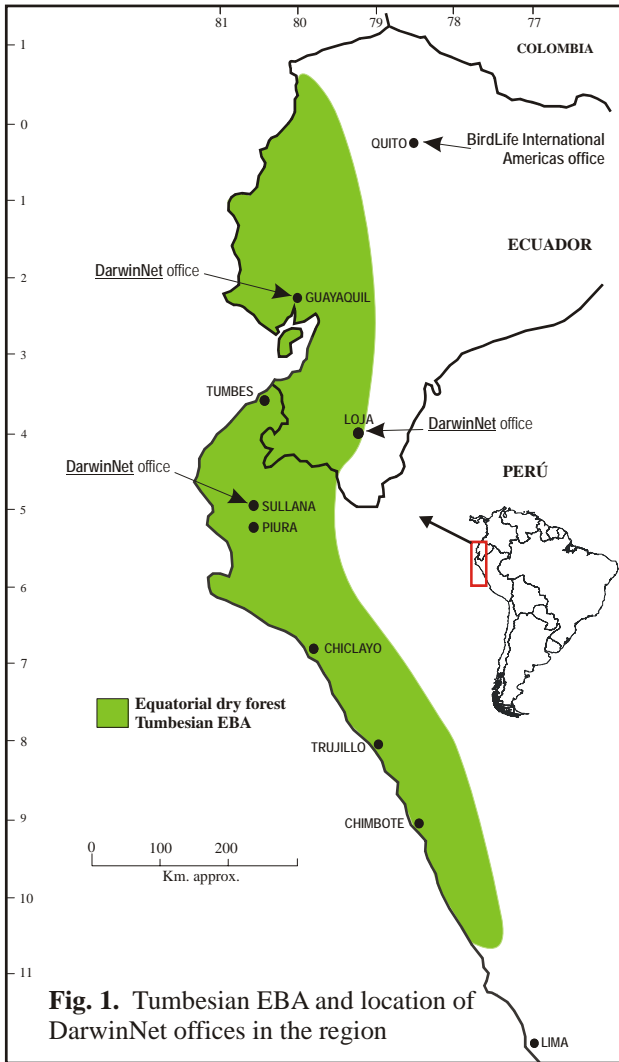 81 80 79 78 77
1
COLOMBIA
0
QUITO
BirdLife International
Americas office
1
ECUADOR
2
DarwinNet office
GUAYAQUIL
3
TUMBES
LOJA
DarwinNet office
4
DarwinNet office
PERÚ
5
SULLANA
PIURA
6
CHICLAYO
7
Equatorial dry forest
Tumbesian EBA
8
TRUJILLO
CHIMBOTE
9
0 100 200
Km. approx.
10
11
Fig. 1. Tumbesian EBA and location of
DarwinNet offices in the region
LIMA